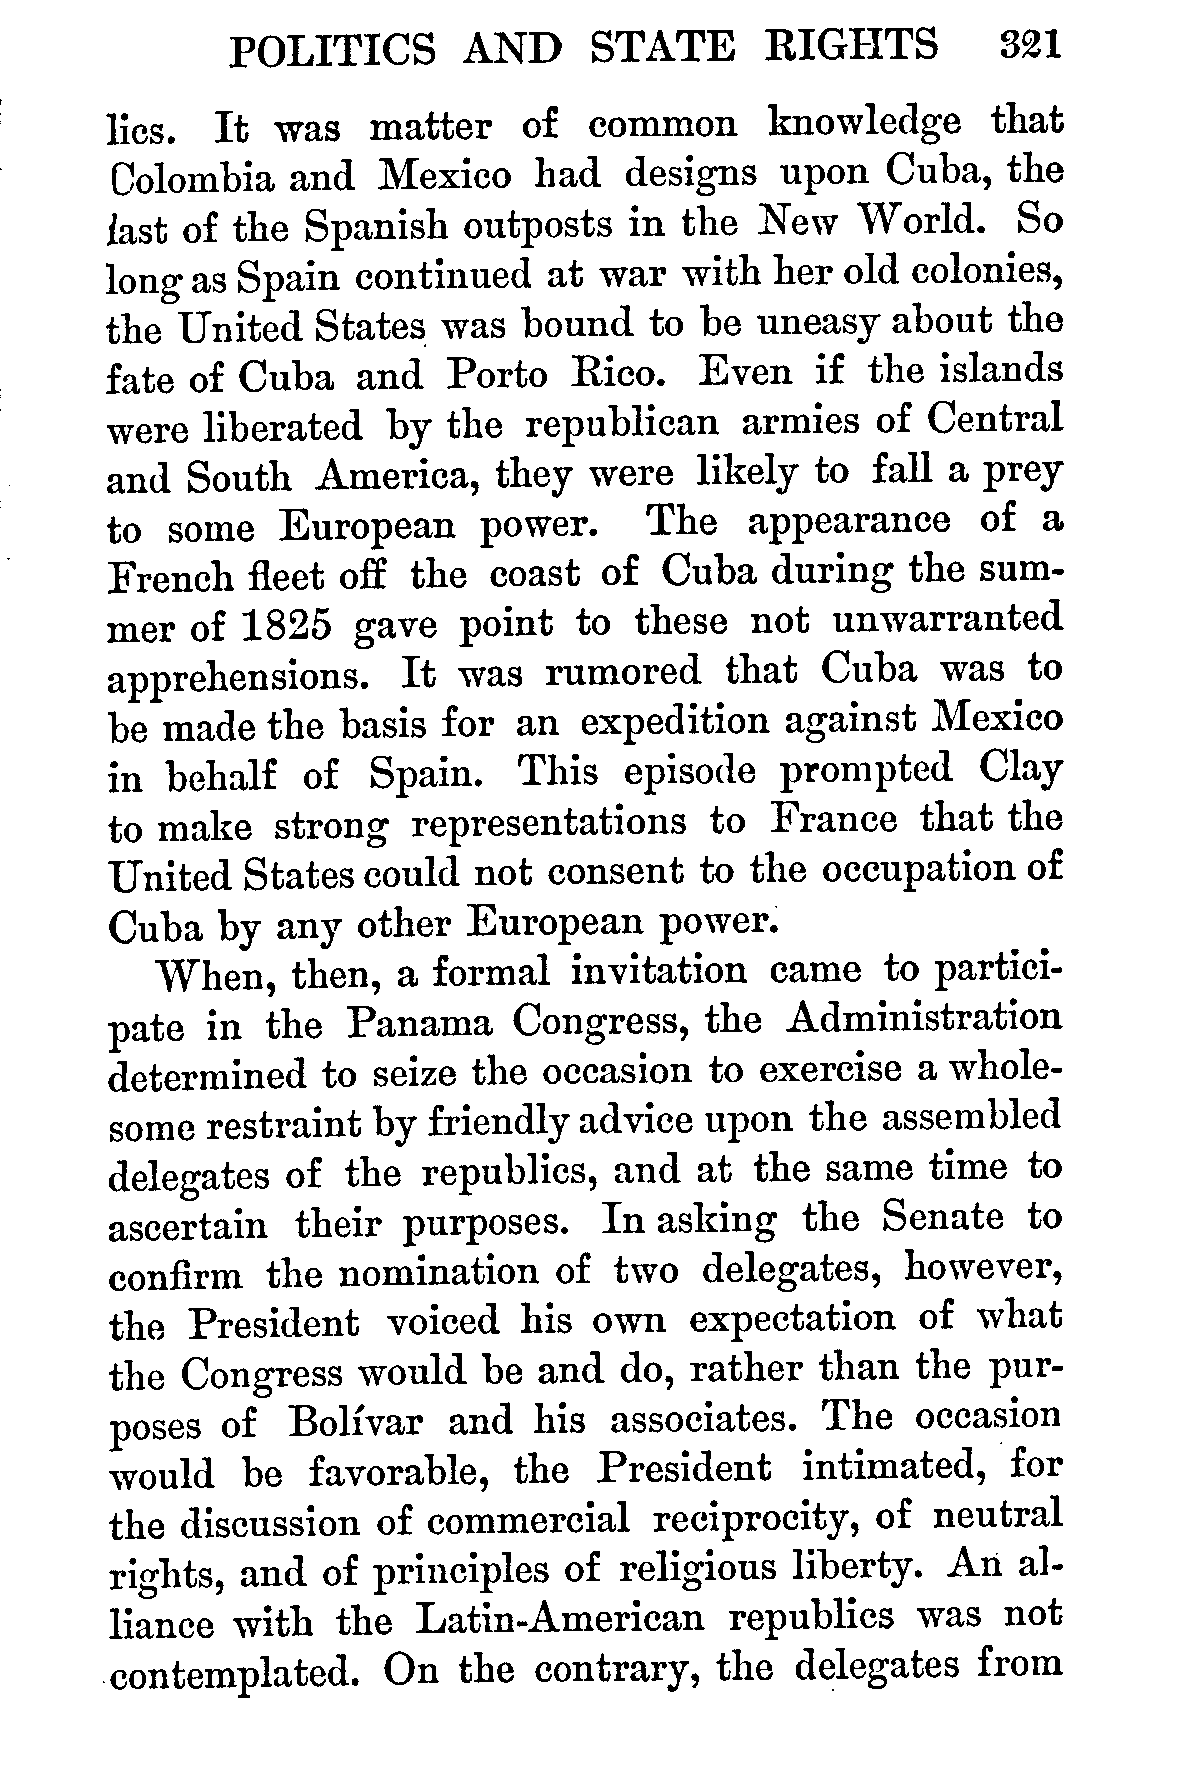 POLITICS AND STATE RIGHTS 321
lics. It was matter of common knowledge that
Colombia and Mexico had designs upon Cuba, the
last of the Spanish outposts in the New World. So
long as Spain continued at war with her old colonies,
the United States was bound to be uneasy about the
fate of Cuba and Porto Rico. Even if the islands
were liberated by the republican armies of Central
and South America, they were likely to fall a prey
to some European power. The appearance of a
French fleet off the coast of Cuba during the sum-
mer of 1825 gave point to these not unwarranted
apprehensions. It was rumored that Cuba was to
be made the basis for an expedition against Mexico
in behalf of Spain. This episode prompted Clay
to make strong representations to France that the
United States could not consent to the occupation of
Cuba by any other European power.
When, then, a formal invitation came to partici-
pate in the Panama Congress, the Administration
determined to seize the occasion to exercise a whole-
some restraint by friendly advice upon the assembled
delegates of the republics, and at the same time to
ascertain their purposes. In asking the Senate to
confirm the nomination of two delegates, however,
the President voiced his own expectation of what
the Congress would be and do, rather than the pur-
poses of Bolívar and his associates. The occasion
would be favorable, the President intimated, for
the discussion of commercial reciprocity, of neutral
rights, and of principles of religious liberty. An al-
liance with the Latin-American republics was not
contemplated. On the contrary, the delegates from